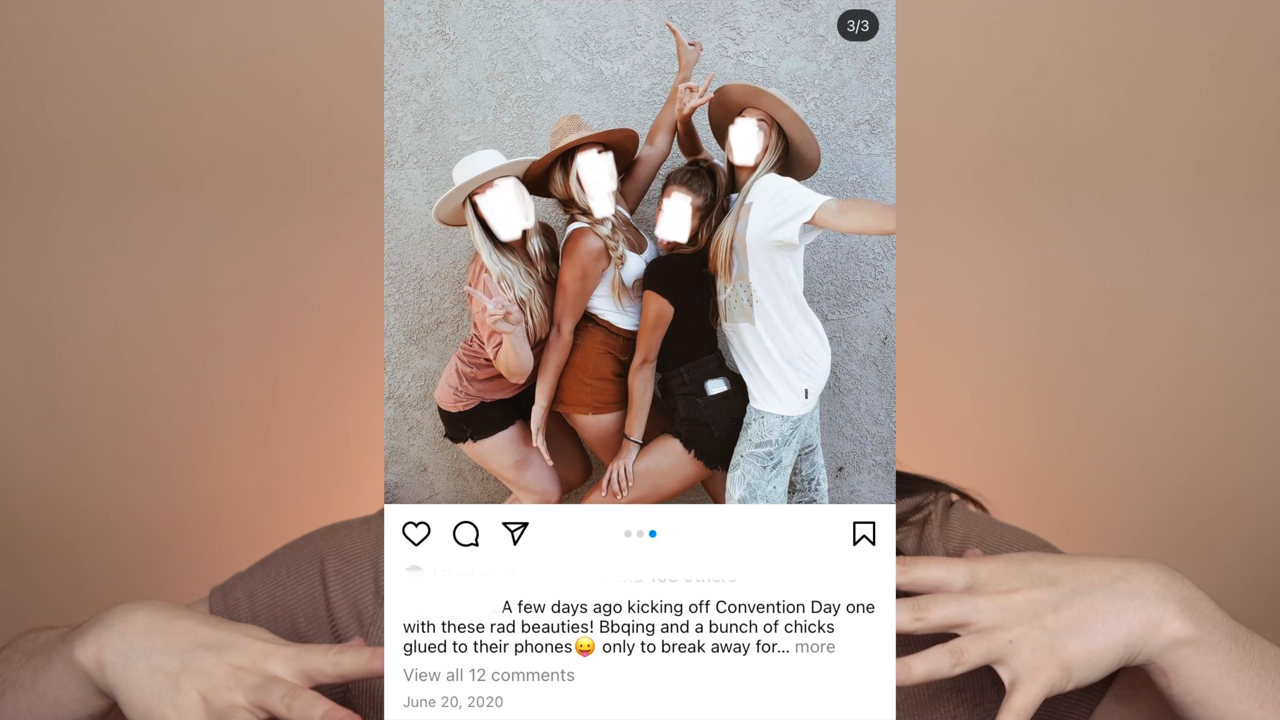 3/3
A few days ago kicking off Convention Day one
with these rad beauties! Bbqing and a bunch of chicks
glued to their phones😛 only to break away for... more
View all 12 comments
June 20, 2020